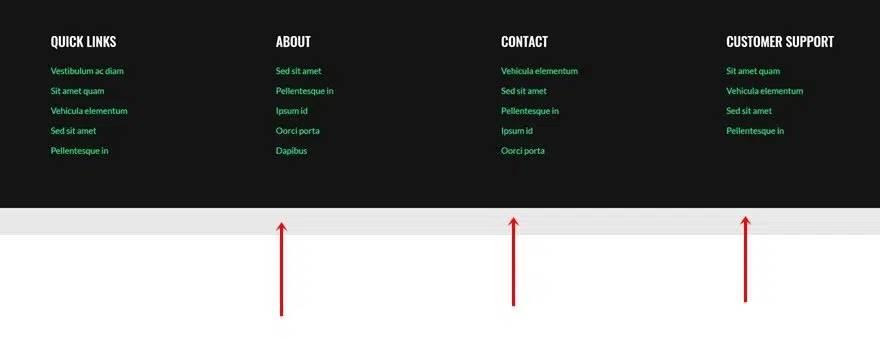 QUICK LINKS
Vestibulum ac diam
Sit amet quam
Vehicula elementum
Sed sit amet
Pellentesque in
ABOUT
Sed sit amet
Pellentesque in
Ipsum id
Oorci porta
Dapibus
CONTACT
Vehicula elementum
Sed sit amet
Pellentesque in
Ipsum id
Oorci porta
CUSTOMER SUPPORT
Sit amet quam
Vehicula elementum
Sed sit amet
Pellentesque in